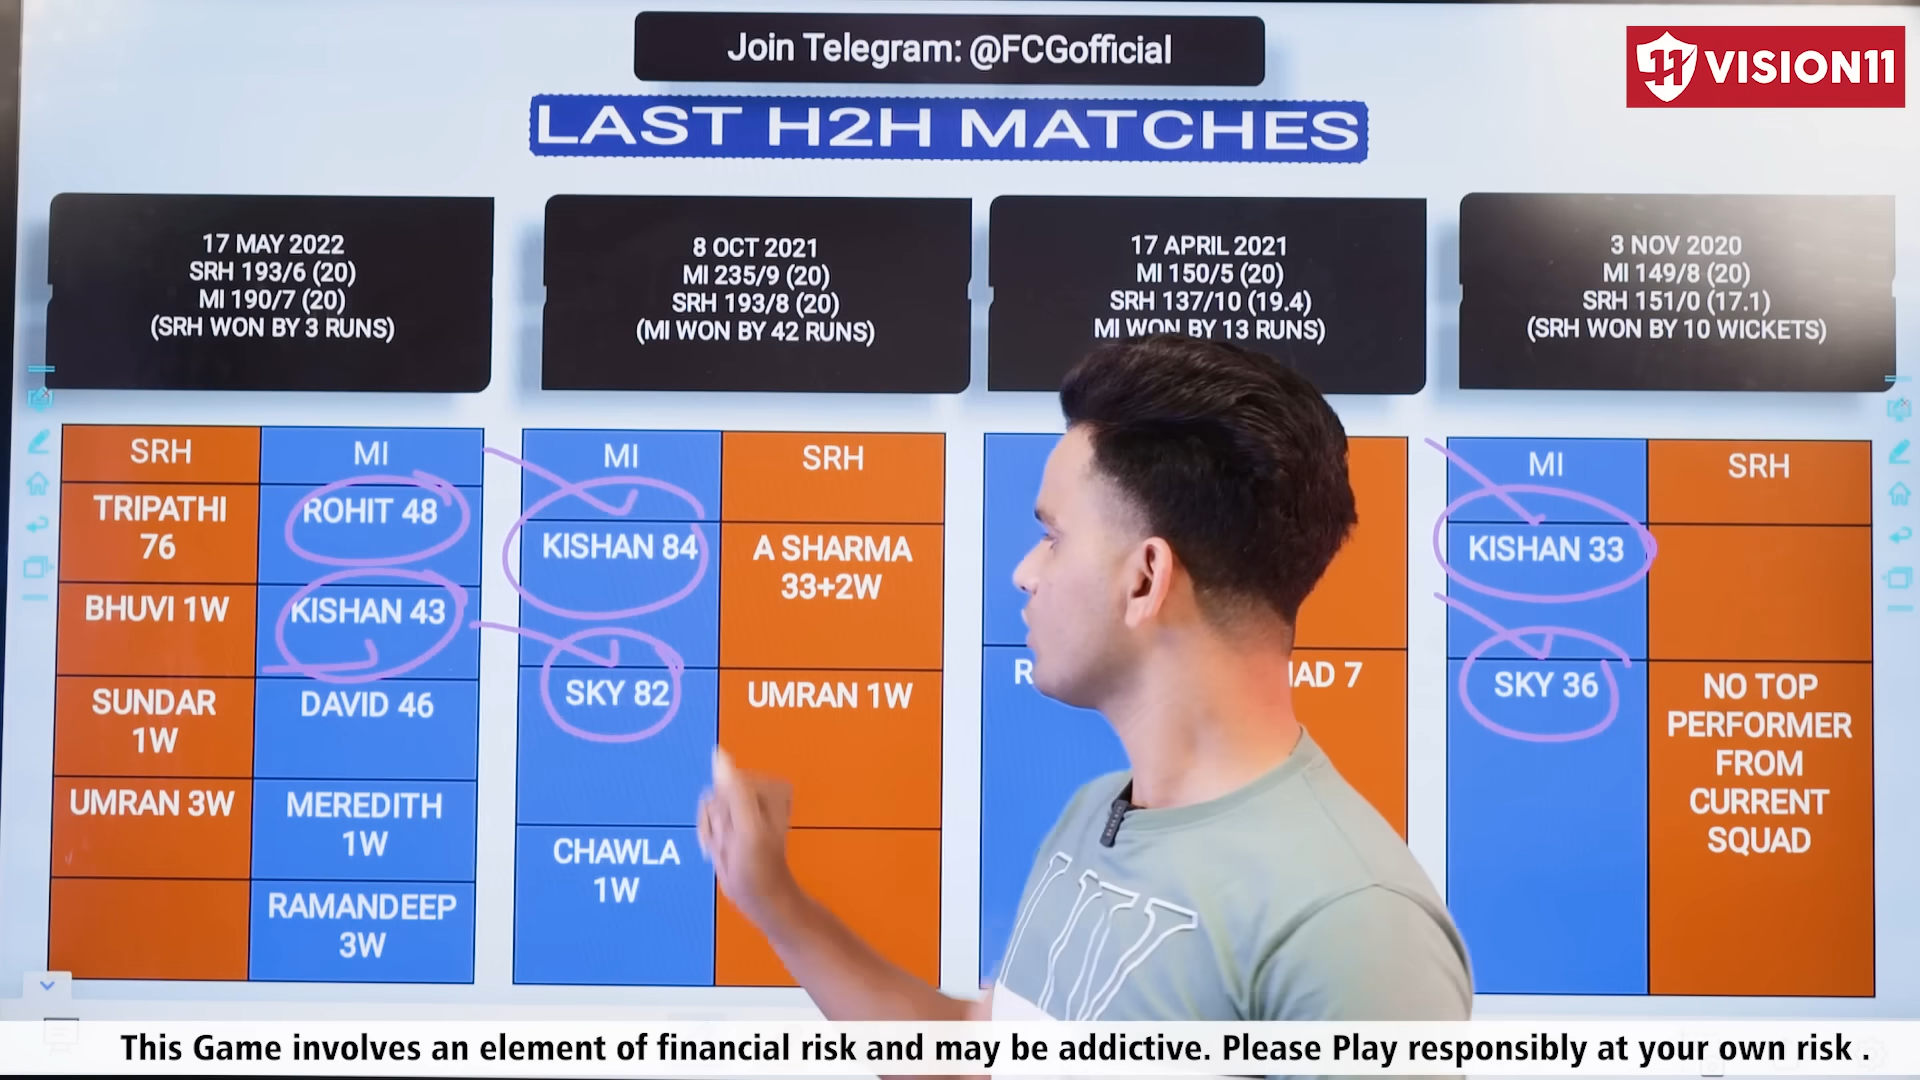 Join Telegram: @FCGofficial
VISION11
LAST H2H MATCHES
17 MAY 2022
SRH 193/6 (20)
MI 190/7 (20)
(SRH WON BY 3 RUNS)
8 OCT 2021
MI 235/9 (20)
SRH 193/8 (20)
(MI WON BY 42 RUNS)
17 APRIL 2021
MI 150/5 (20)
SRH 137/10 (19.4)
MI WON BY 13 RUNS)
3 NOV 2020
MI 149/8 (20)
SRH 151/0 (17.1)
(SRH WON BY 10 WICKETS)
SRH
MI
TRIPATHI
76
ROHIT 48
BHUVI 1W
KISHAN 43
SUNDAR
1W
DAVID 46
UMRAN 3W
MEREDITH
1W
RAMANDEEP
3W
MI
SRH
KISHAN 84
A SHARMA
33+2W
SKY 82
UMRAN 1W
CHAWLA
1W
7
MI
SRH
KISHAN 33
SKY 36
NO TOP
PERFORMER
FROM
CURRENT
SQUAD
This Game involves an element of financial risk and may be addictive. Please Play responsibly at your own risk .